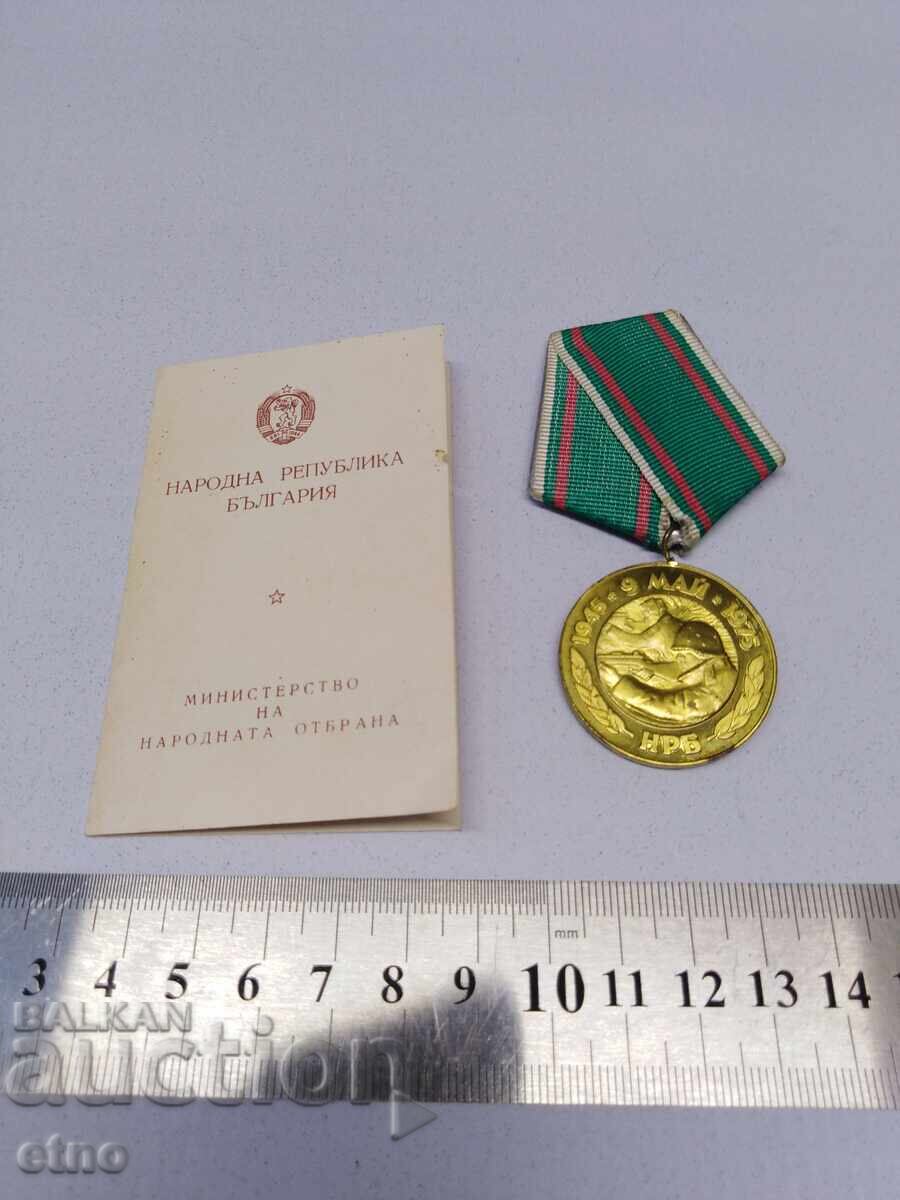 НАРОДНА РЕПУБЛИКА
БЪЛГАРИЯ
МИНИСТЕРСТВО
НА
НАРОДНАТА ОТБРАНА
1945 • 9 МАЙ • 1975
НРБ
mm
3 4 5 6 7 8 9 10 11 12 13 14
BALKAN
auction
etno